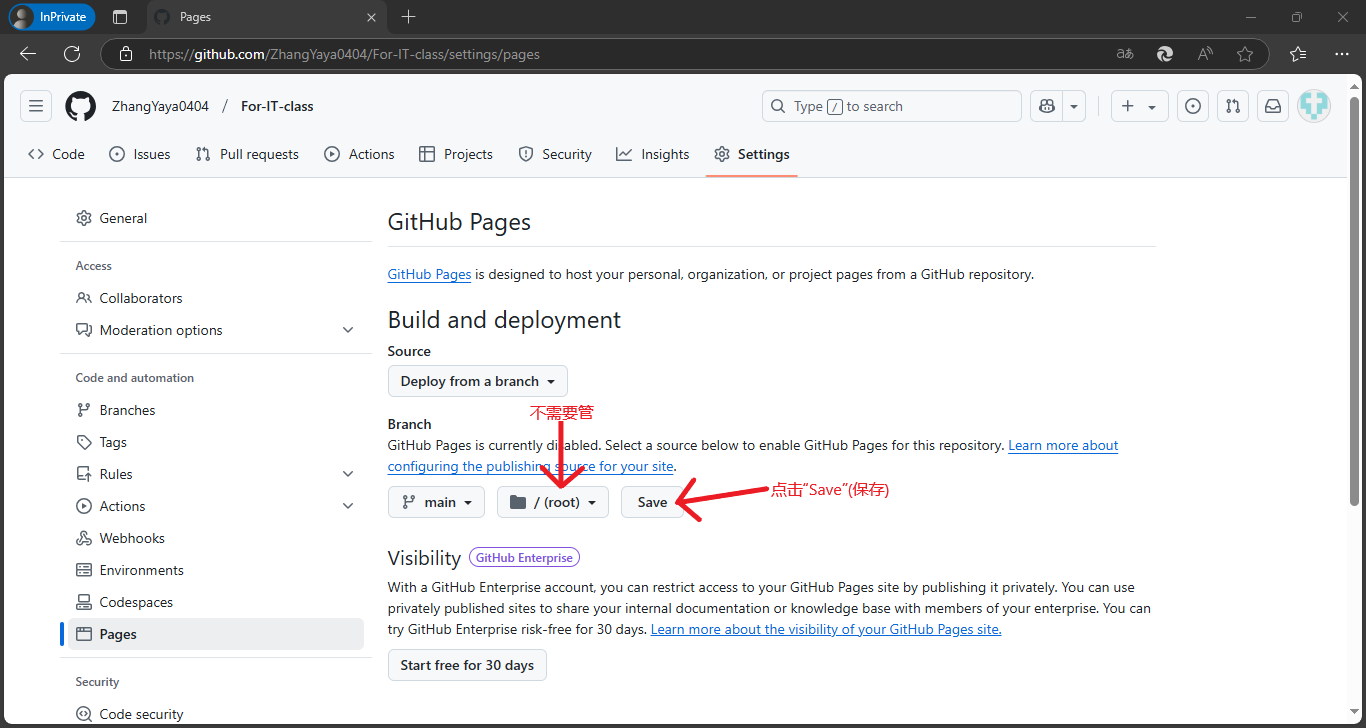 InPrivate
Pages
https://github.com/ZhangYaya0404/For-IT-class/settings/pages
ZhangYaya0404 / For-IT-class
Type / to search
Code
Issues
Pull requests
Actions
Projects
Security
Insights
Settings
General
Access
Collaborators
Moderation options
Code and automation
Branches
Tags
Rules
Actions
Webhooks
Environments
Codespaces
Pages
Security
Code security
GitHub Pages
GitHub Pages is designed to host your personal, organization, or project pages from a GitHub repository.
Build and deployment
Source
Deploy from a branch
不需要管
Branch
GitHub Pages is currently disabled. Select a source below to enable GitHub Pages for this repository. Learn more about
configuring the publishing source for your site.
main
/ (root)
Save
点击“Save”(保存)
Visibility
GitHub Enterprise
With a GitHub Enterprise account, you can restrict access to your GitHub Pages site by publishing it privately. You can use
privately published sites to share your internal documentation or knowledge base with members of your enterprise. You can
try GitHub Enterprise risk-free for 30 days. Learn more about the visibility of your GitHub Pages site.
Start free for 30 days